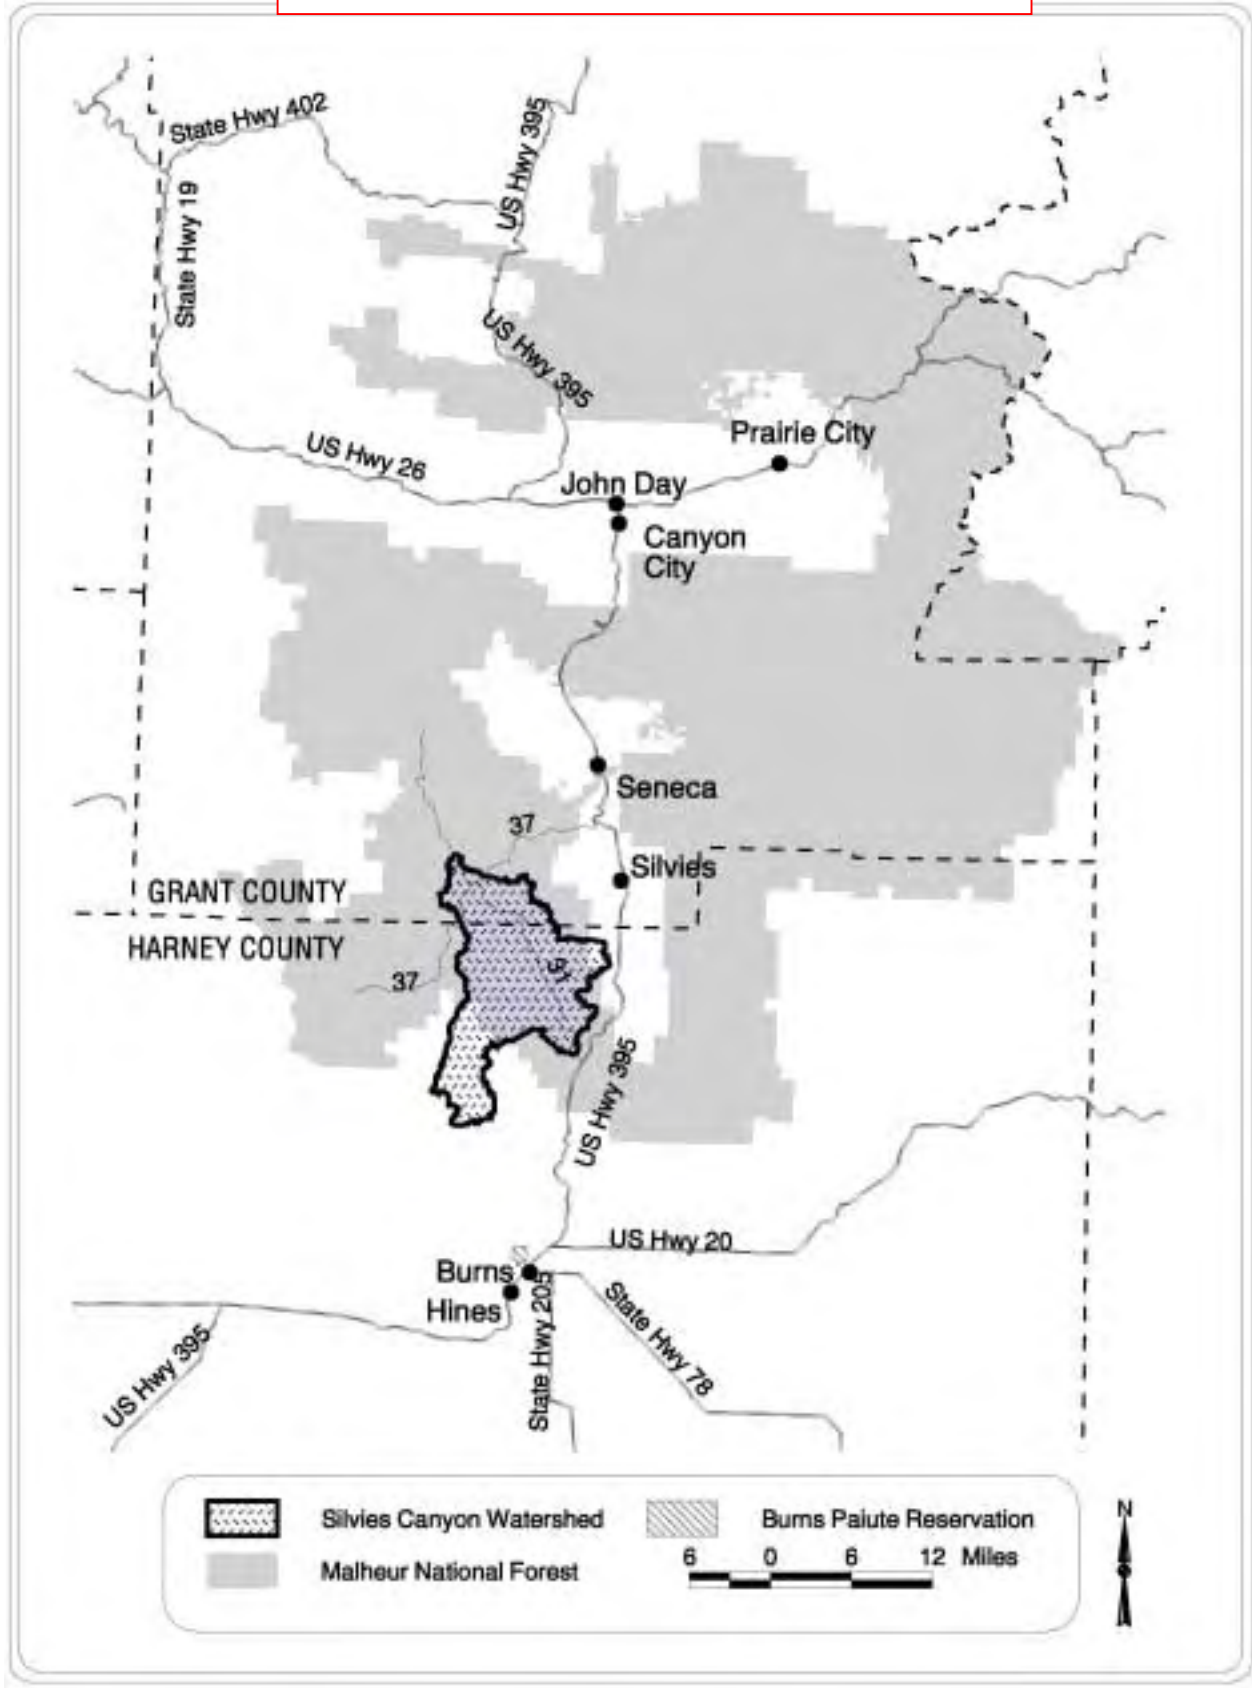 State Hwy 402
US Hwy 395
State Hwy 19
US Hwy 395
Prairie City
US Hwy 26
John Day
Canyon
City
Seneca
37
Silvies
GRANT COUNTY
HARNEY COUNTY
37
31
US Hwy 395
US Hwy 20
Burns
Hines
State Hwy 205
State Hwy 78
US Hwy 395
Silvies Canyon Watershed
Burns Paiute Reservation
Malheur National Forest
6 0 6 12 Miles
N